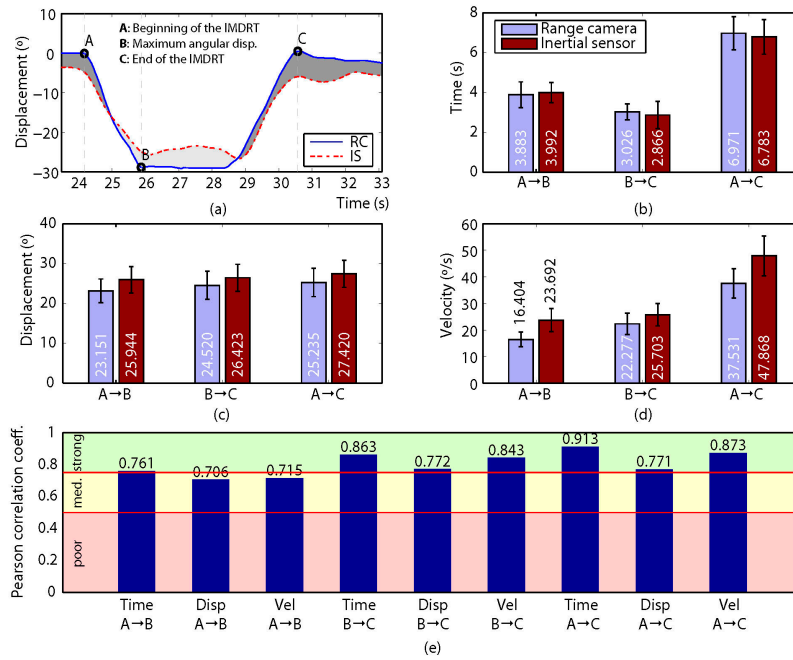 10
0
−10
−20
−30
Displacement (º)
A
B
C
A: Beginning of the IMDRT
B: Maximum angular disp.
C: End of the IMDRT
RC
IS
24 25 26 27 28 29 30 31 32 33
Time (s)
(a)
8
6
4
2
0
Time (s)
Range camera
Inertial sensor
3.883 3.992 3.026 2.866 6.971 6.783
A→B B→C A→C
(b)
40
30
20
10
0
Displacement (º)
23.151 25.944 24.520 26.423 25.235 27.420
A→B B→C A→C
(c)
60
50
40
30
20
10
0
Velocity (º/s)
16.404 23.692 22.277 25.703 37.531 47.868
A→B B→C A→C
(d)
Pearson correlation coeff.
1
0.8
0.6
0.4
0.2
0
strong
med.
poor
0.761 0.706 0.715 0.863 0.772 0.843 0.913 0.771 0.873
Time Disp Vel Time Disp Vel Time Disp Vel
A→B A→B A→B B→C B→C B→C A→C A→C A→C
(e)